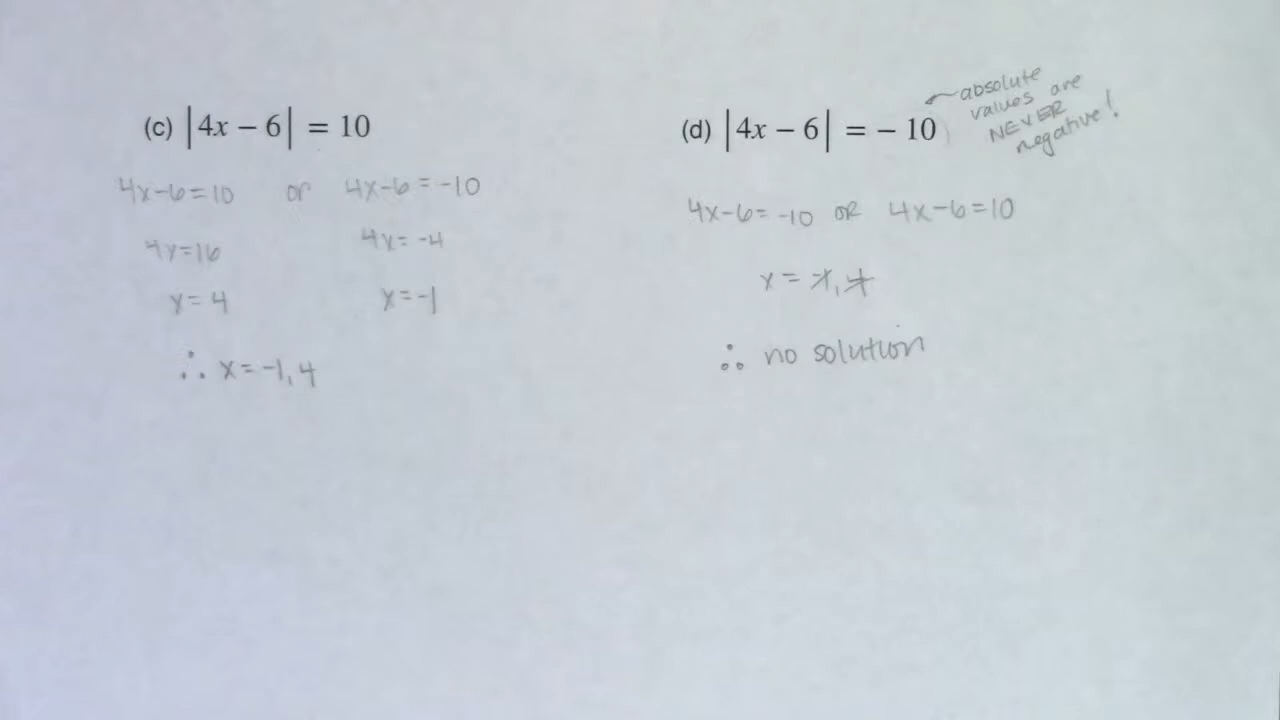 (c) |4x − 6| = 10
4x-6=10 or 4x-6=-10
4x=16 4x=-4
x=4 x=-1
∴ x=-1,4
(d) |4x − 6| = − 10
absolute
values are
NEVER
negative!
4x-6=-10 OR 4x-6=10
x = -1, 4
∴ no solution